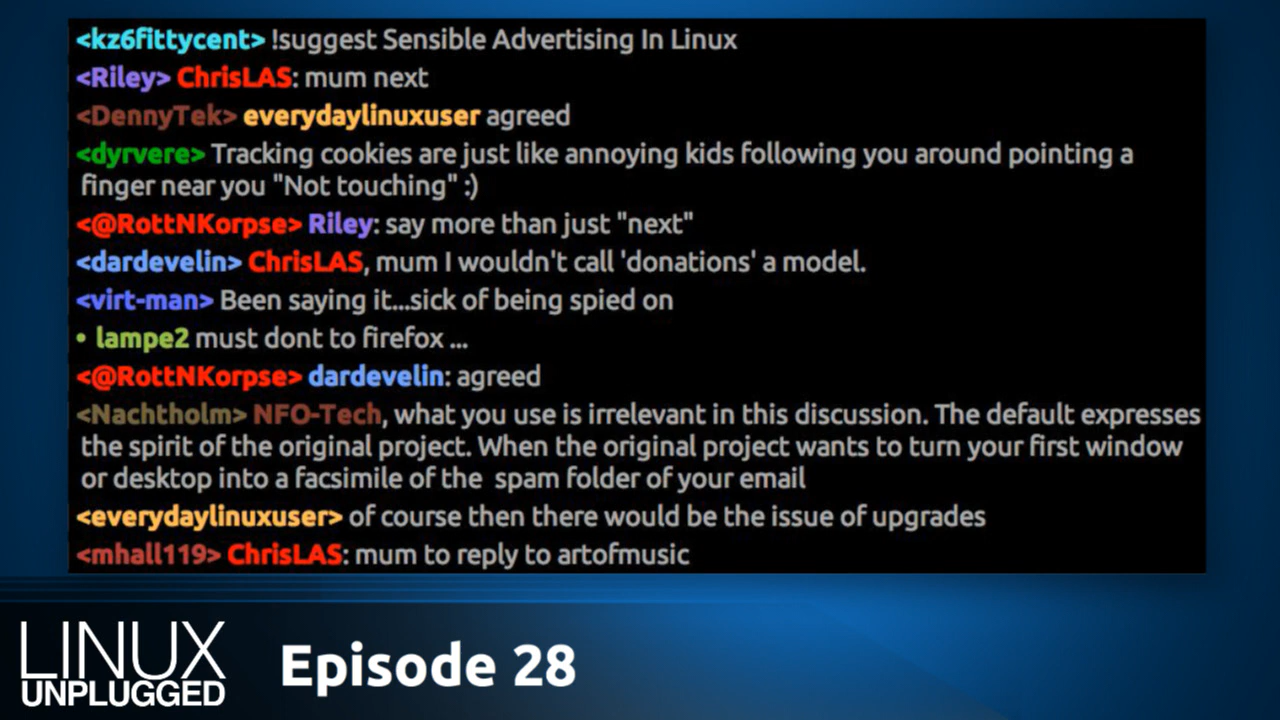 <kz6fittycent> !suggest Sensible Advertising In Linux
<Riley> ChrisLAS: mum next
<DennyTek> everydaylinuxuser agreed
<dyrvere> Tracking cookies are just like annoying kids following you around pointing a
finger near you "Not touching" :)
<@RottNKorpse> Riley: say more than just "next"
<dardevelin> ChrisLAS, mum I wouldn't call 'donations' a model.
<virt-man> Been saying it...sick of being spied on
• lampe2 must dont to firefox ...
<@RottNKorpse> dardevelin: agreed
<Nachtholm> NFO-Tech, what you use is irrelevant in this discussion. The default expresses
the spirit of the original project. When the original project wants to turn your first window
or desktop into a facsimile of the  spam folder of your email
<everydaylinuxuser> of course then there would be the issue of upgrades
<mhall119> ChrisLAS: mum to reply to artofmusic
LINUX
UNPLUGGED
Episode 28